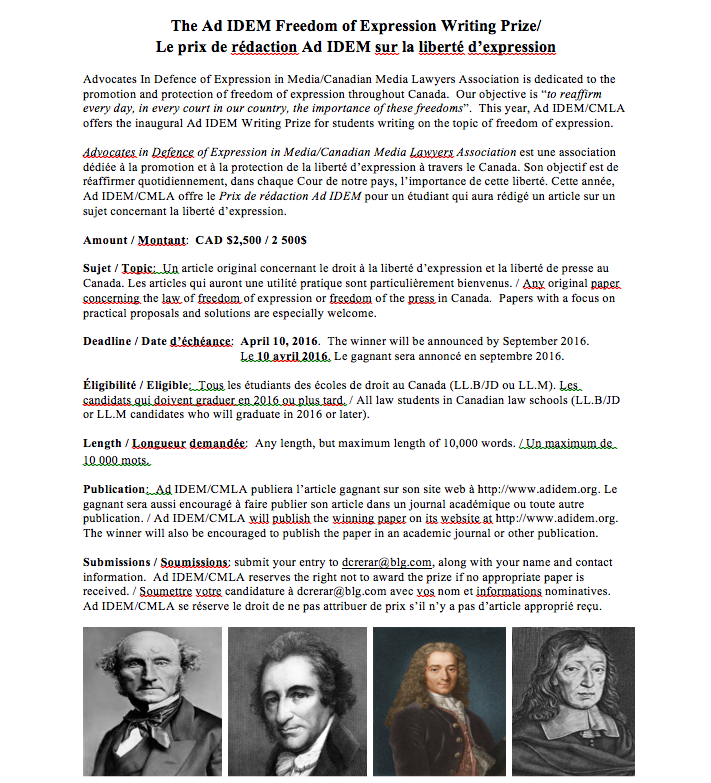 The Ad IDEM Freedom of Expression Writing Prize/
Le prix de rédaction Ad IDEM sur la liberté d'expression
Advocates In Defence of Expression in Media/Canadian Media Lawyers Association is dedicated to the
promotion and protection of freedom of expression throughout Canada.  Our objective is "to reaffirm
every day, in every court in our country, the importance of these freedoms".  This year, Ad IDEM/CMLA
offers the inaugural Ad IDEM Writing Prize for students writing on the topic of freedom of expression.
Advocates in Defence of Expression in Media/Canadian Media Lawyers Association est une association
dédiée à la promotion et à la protection de la liberté d'expression à travers le Canada. Son objectif est de
réaffirmer quotidiennement, dans chaque Cour de notre pays, l'importance de cette liberté. Cette année,
Ad IDEM/CMLA offre le Prix de rédaction Ad IDEM pour un étudiant qui aura rédigé un article sur un
sujet concernant la liberté d'expression.
Amount / Montant:  CAD $2,500 / 2 500$
Sujet / Topic:  Un article original concernant le droit à la liberté d'expression et la liberté de presse au
Canada. Les articles qui auront une utilité pratique sont particulièrement bienvenus. / Any original paper
concerning the law of freedom of expression or freedom of the press in Canada.  Papers with a focus on
practical proposals and solutions are especially welcome.
Deadline / Date d'échéance:  April 10, 2016.  The winner will be announced by September 2016.
Le 10 avril 2016. Le gagnant sera annoncé en septembre 2016.
Éligibilité / Eligible:  Tous les étudiants des écoles de droit au Canada (LL.B/JD ou LL.M). Les
candidats qui doivent graduer en 2016 ou plus tard. / All law students in Canadian law schools (LL.B/JD
or LL.M candidates who will graduate in 2016 or later).
Length / Longueur demandée:  Any length, but maximum length of 10,000 words. / Un maximum de
10 000 mots.
Publication:  Ad IDEM/CMLA publiera l'article gagnant sur son site web à http://www.adidem.org. Le
gagnant sera aussi encouragé à faire publier son article dans un journal académique ou toute autre
publication. / Ad IDEM/CMLA will publish the winning paper on its website at http://www.adidem.org.
The winner will also be encouraged to publish the paper in an academic journal or other publication.
Submissions / Soumissions: submit your entry to dcrerar@blg.com, along with your name and contact
information.  Ad IDEM/CMLA reserves the right not to award the prize if no appropriate paper is
received. / Soumettre votre candidature à dcrerar@blg.com avec vos nom et informations nominatives.
Ad IDEM/CMLA se réserve le droit de ne pas attribuer de prix s'il n'y a pas d'article approprié reçu.